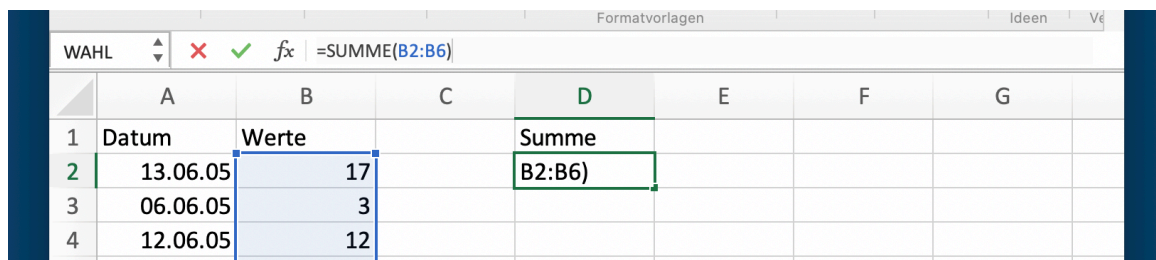 Formatvorlagen Ideen
WAHL fx =SUMME(B2:B6)
A B C D E F G
1 Datum Werte Summe
2 13.06.05 17 B2:B6)
3 06.06.05 3
4 12.06.05 12